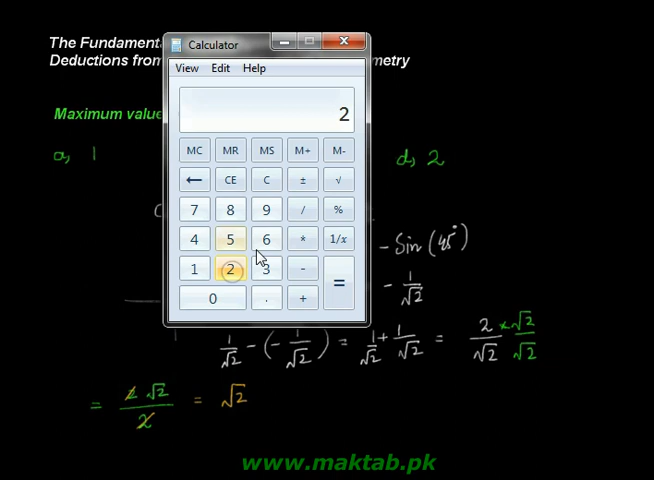 The Fundament
Deductions from metry
Calculator
View Edit Help
2
Maximum value
MC MR MS M+ M-
a, 1 d, 2
← CE C ± √
7 8 9 / %
4 5 6 * 1/x
- Sin (45°)
1 2 3 - =
- 1/√2
0 . +
1/√2 - (- 1/√2) = 1/√2 + 1/√2 = 2/√2 × √2/√2
= 2√2/2 = √2
www.maktab.pk